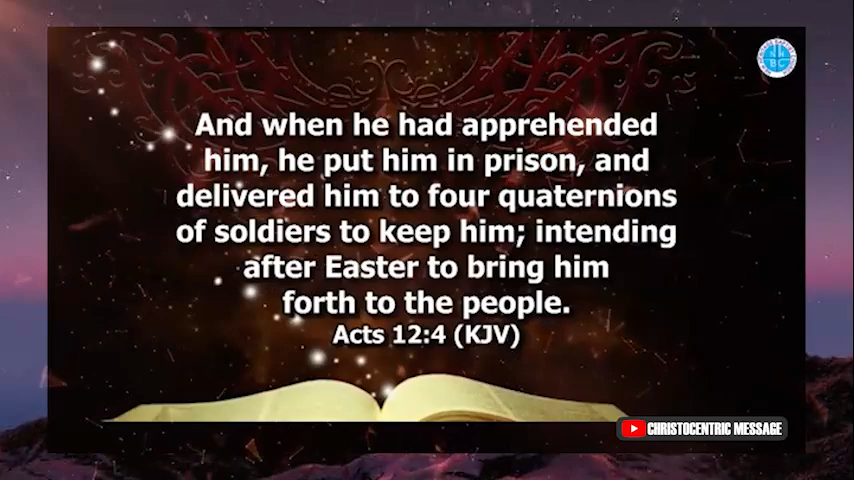 And when he had apprehended
him, he put him in prison, and
delivered him to four quaternions
of soldiers to keep him; intending
after Easter to bring him
forth to the people.
Acts 12:4 (KJV)
CHRISTOCENTRIC MESSAGE